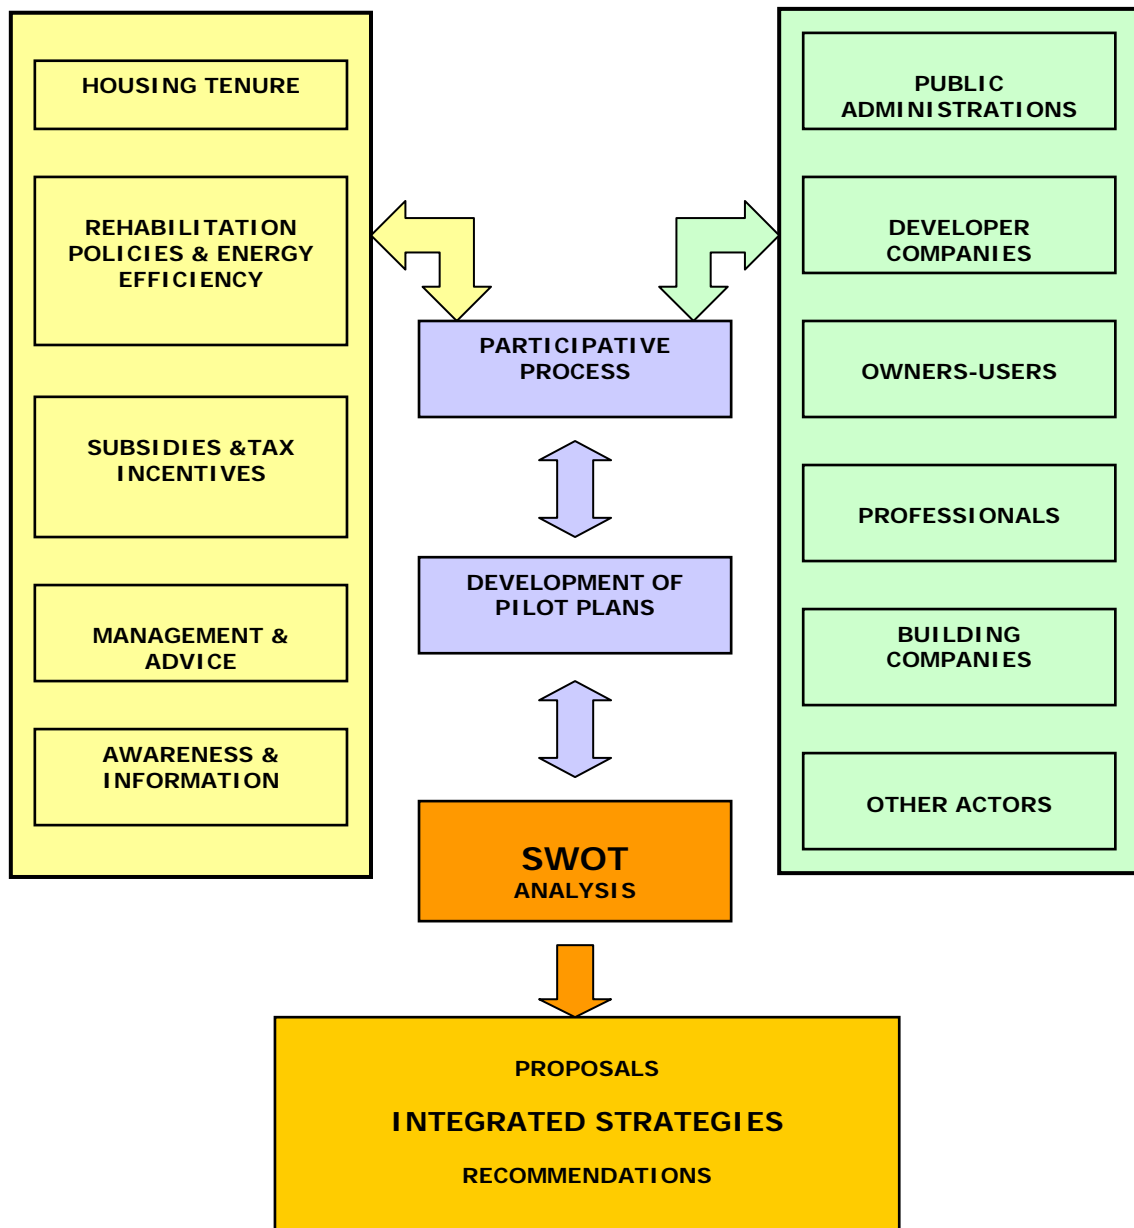 HOUSING TENURE
REHABILITATION
POLICIES & ENERGY
EFFICIENCY
SUBSIDIES &TAX
INCENTIVES
MANAGEMENT &
ADVICE
AWARENESS &
INFORMATION
PARTICIPATIVE
PROCESS
DEVELOPMENT OF
PILOT PLANS
SWOT
ANALYSIS
PUBLIC
ADMINISTRATIONS
DEVELOPER
COMPANIES
OWNERS-USERS
PROFESSIONALS
BUILDING
COMPANIES
OTHER ACTORS
PROPOSALS
INTEGRATED STRATEGIES
RECOMMENDATIONS